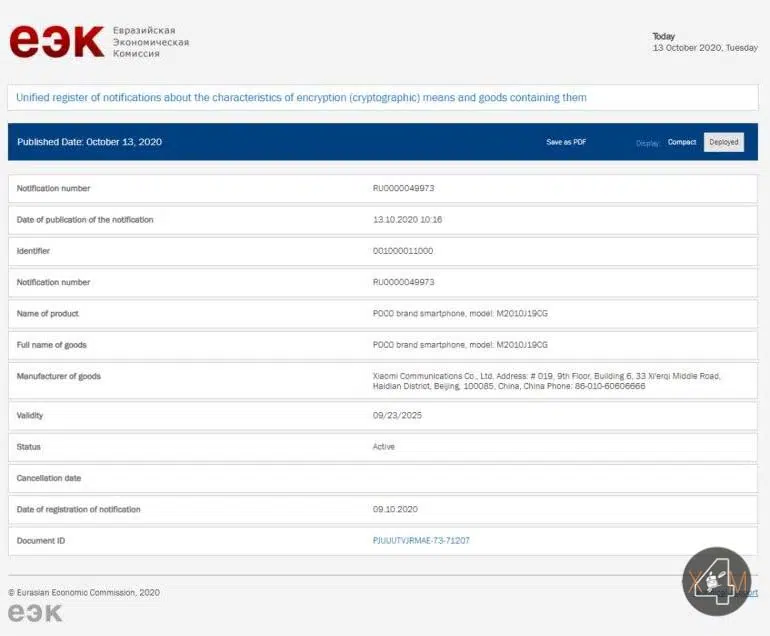 еэк
Евразийская
Экономическая
Комиссия
Today
13 October 2020, Tuesday
Unified register of notifications about the characteristics of encryption (cryptographic) means and goods containing them
Published Date: October 13, 2020 Save as PDF Display: Compact Deployed
Notification number RU0000049973
Date of publication of the notification 13.10.2020 10:16
Identifier 001000011000
Notification number RU0000049973
Name of product POCO brand smartphone, model: M2010J19CG
Full name of goods POCO brand smartphone, model: M2010J19CG
Manufacturer of goods Xiaomi Communications Co., Ltd. Address: # 019, 9th Floor, Building 6, 33 Xi'erqi Middle Road,
Haidian District, Beijing, 100085, China, China Phone: 86-010-60606666
Validity 09/23/2025
Status Active
Cancellation date
Date of registration of notification 09.10.2020
Document ID PJUUUTVJRMAE-73-71207
© Eurasian Economic Commission, 2020
еэк
X4M